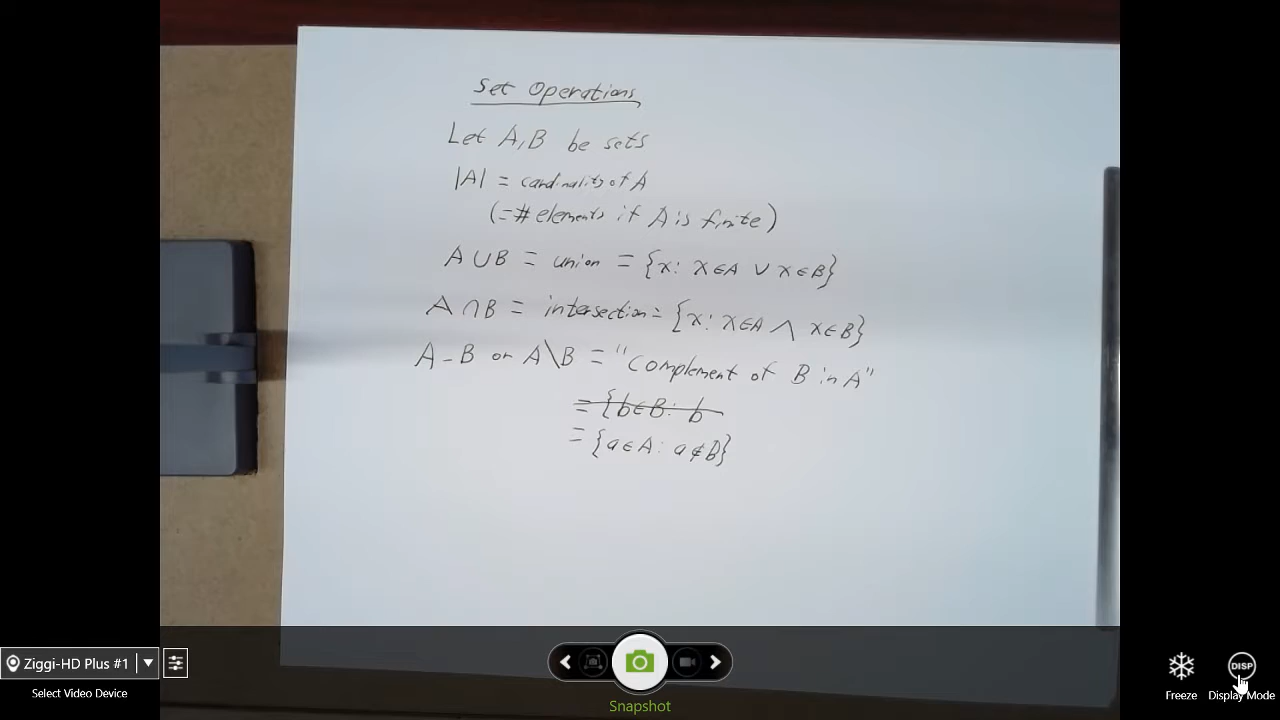 Set Operations
Let A, B be sets
|A| = cardinality of A
(= # elements if A is finite)
A ∪ B = union = {x: x ∈ A ∨ x ∈ B}
A ∩ B = intersection = {x: x ∈ A ∧ x ∈ B}
A - B or A\B = "Complement of B in A"
= {b ∈ B: b
= {a ∈ A: a ∉ B}
Ziggi-HD Plus #1
Select Video Device
Snapshot
Freeze
DISP
Display Mode